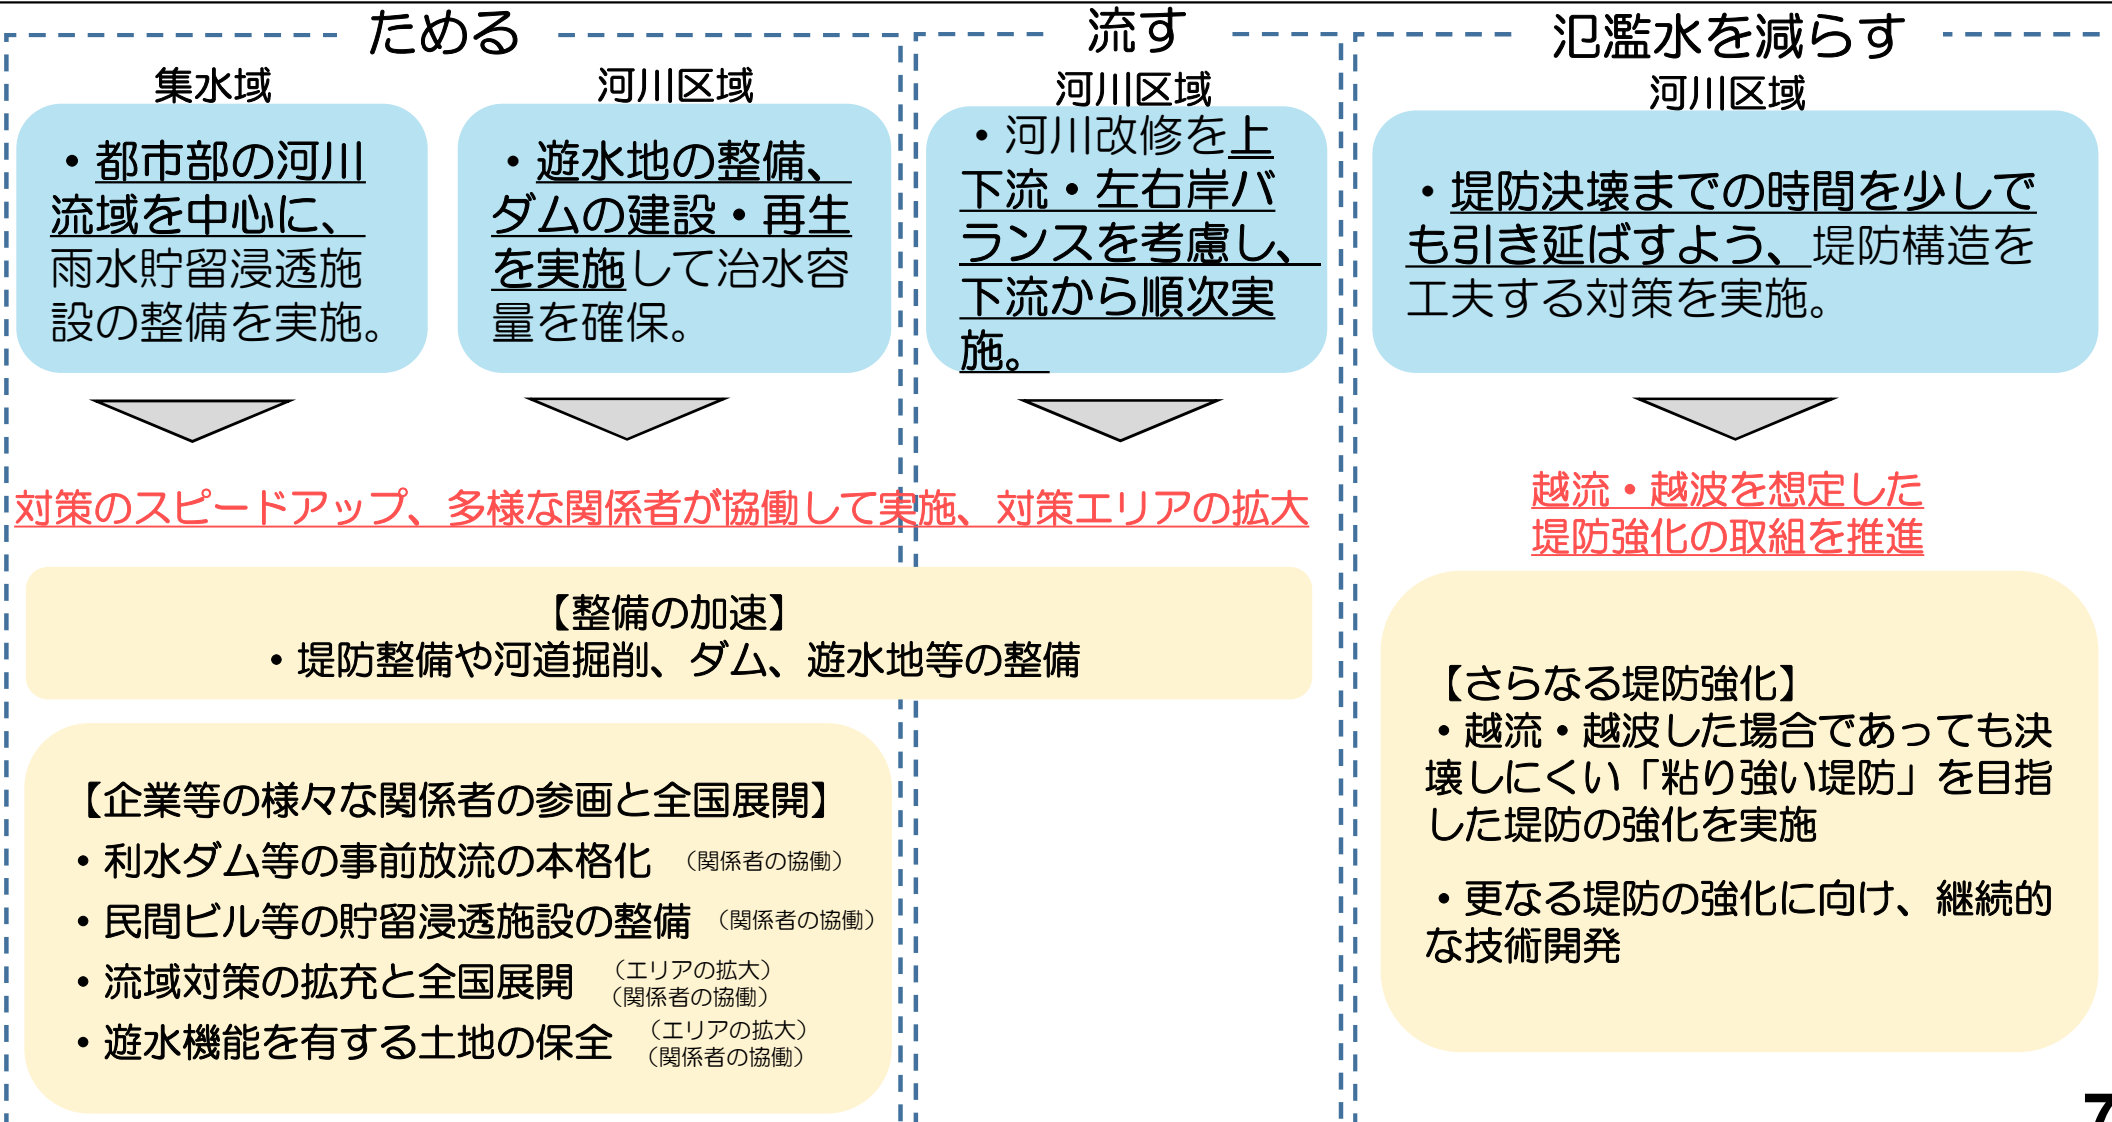 ためる
集水域
・都市部の河川
流域を中心に、
雨水貯留浸透施
設の整備を実施。
河川区域
・遊水地の整備、
ダムの建設・再生
を実施して治水容
量を確保。
流す
河川区域
・河川改修を上
下流・左右岸バ
ランスを考慮し、
下流から順次実
施。
氾濫水を減らす
河川区域
・堤防決壊までの時間を少しで
も引き延ばすよう、堤防構造を
工夫する対策を実施。
対策のスピードアップ、多様な関係者が協働して実施、対策エリアの拡大
【整備の加速】
・堤防整備や河道掘削、ダム、遊水地等の整備
【企業等の様々な関係者の参画と全国展開】
・利水ダム等の事前放流の本格化 （関係者の協働）
・民間ビル等の貯留浸透施設の整備 （関係者の協働）
・流域対策の拡充と全国展開 （エリアの拡大）
（関係者の協働）
・遊水機能を有する土地の保全 （エリアの拡大）
（関係者の協働）
越流・越波を想定した
堤防強化の取組を推進
【さらなる堤防強化】
・越流・越波した場合であっても決
壊しにくい「粘り強い堤防」を目指
した堤防の強化を実施
・更なる堤防の強化に向け、継続的
な技術開発
7